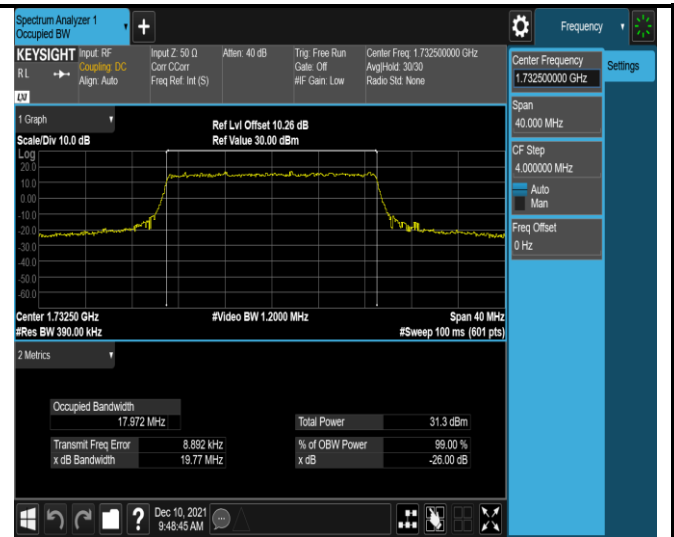 Spectrum Analyzer 1
Occupied BW
+
Frequency
KEYSIGHT
R L
LXI
Input: RF
Coupling: DC
Align: Auto
Input Z: 50 Ω
Corr CCorr
Freq Ref: Int (S)
Atten: 40 dB
Trig: Free Run
Gate: Off
#IF Gain: Low
Center Freq: 1.732500000 GHz
Avg|Hold: 30/30
Radio Std: None
Center Frequency
1.732500000 GHz
Settings
Span
40.000 MHz
CF Step
4.000000 MHz
Auto
Man
Freq Offset
0 Hz
1 Graph
Scale/Div 10.0 dB
Ref Lvl Offset 10.26 dB
Ref Value 30.00 dBm
Log
20.0
10.0
0.00
-10.0
-20.0
-30.0
-40.0
-50.0
-60.0
Center 1.73250 GHz
#Res BW 390.00 kHz
#Video BW 1.2000 MHz
Span 40 MHz
#Sweep 100 ms (601 pts)
2 Metrics
Occupied Bandwidth
17.972 MHz
Transmit Freq Error 8.892 kHz
x dB Bandwidth 19.77 MHz
Total Power 31.3 dBm
% of OBW Power 99.00 %
x dB -26.00 dB
?
Dec 10, 2021
9:48:45 AM